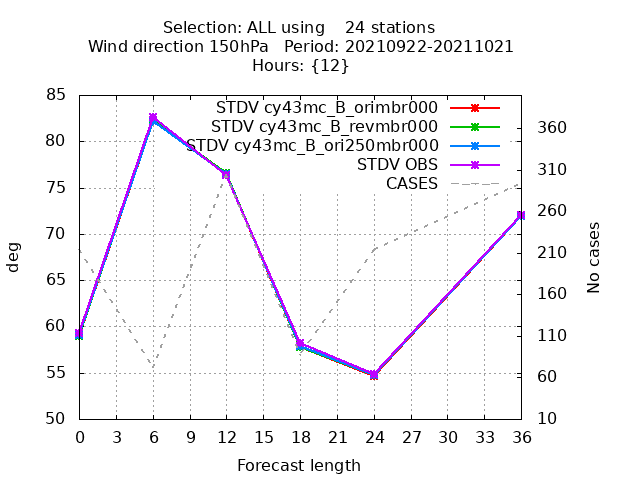 Selection: ALL using    24 stations
Wind direction 150hPa   Period: 20210922-20211021
Hours: {12}
STDV cy43mc_B_orimbr000
STDV cy43mc_B_revmbr000
STDV cy43mc_B_ori250mbr000
STDV OBS
CASES
85
80
75
70
65
60
55
50
deg
360
310
260
210
160
110
60
10
No cases
0 3 6 9 12 15 18 21 24 27 30 33 36
Forecast length